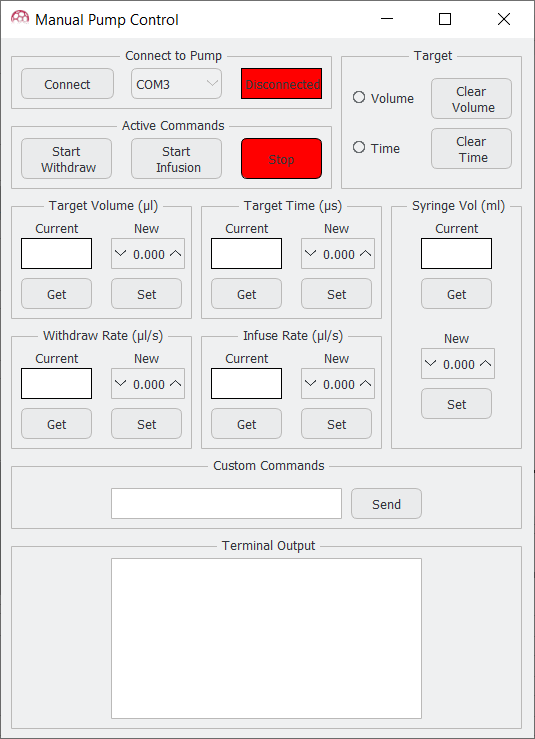 Manual Pump Control
Connect to Pump
Connect
COM3
Disconnected
Target
Volume
Clear
Volume
Time
Clear
Time
Active Commands
Start
Withdraw
Start
Infusion
Stop
Target Volume (µl)
Current
New
0.000
Get
Set
Target Time (µs)
Current
New
0.000
Get
Set
Syringe Vol (ml)
Current
Get
New
0.000
Set
Withdraw Rate (µl/s)
Current
New
0.000
Get
Set
Infuse Rate (µl/s)
Current
New
0.000
Get
Set
Custom Commands
Send
Terminal Output